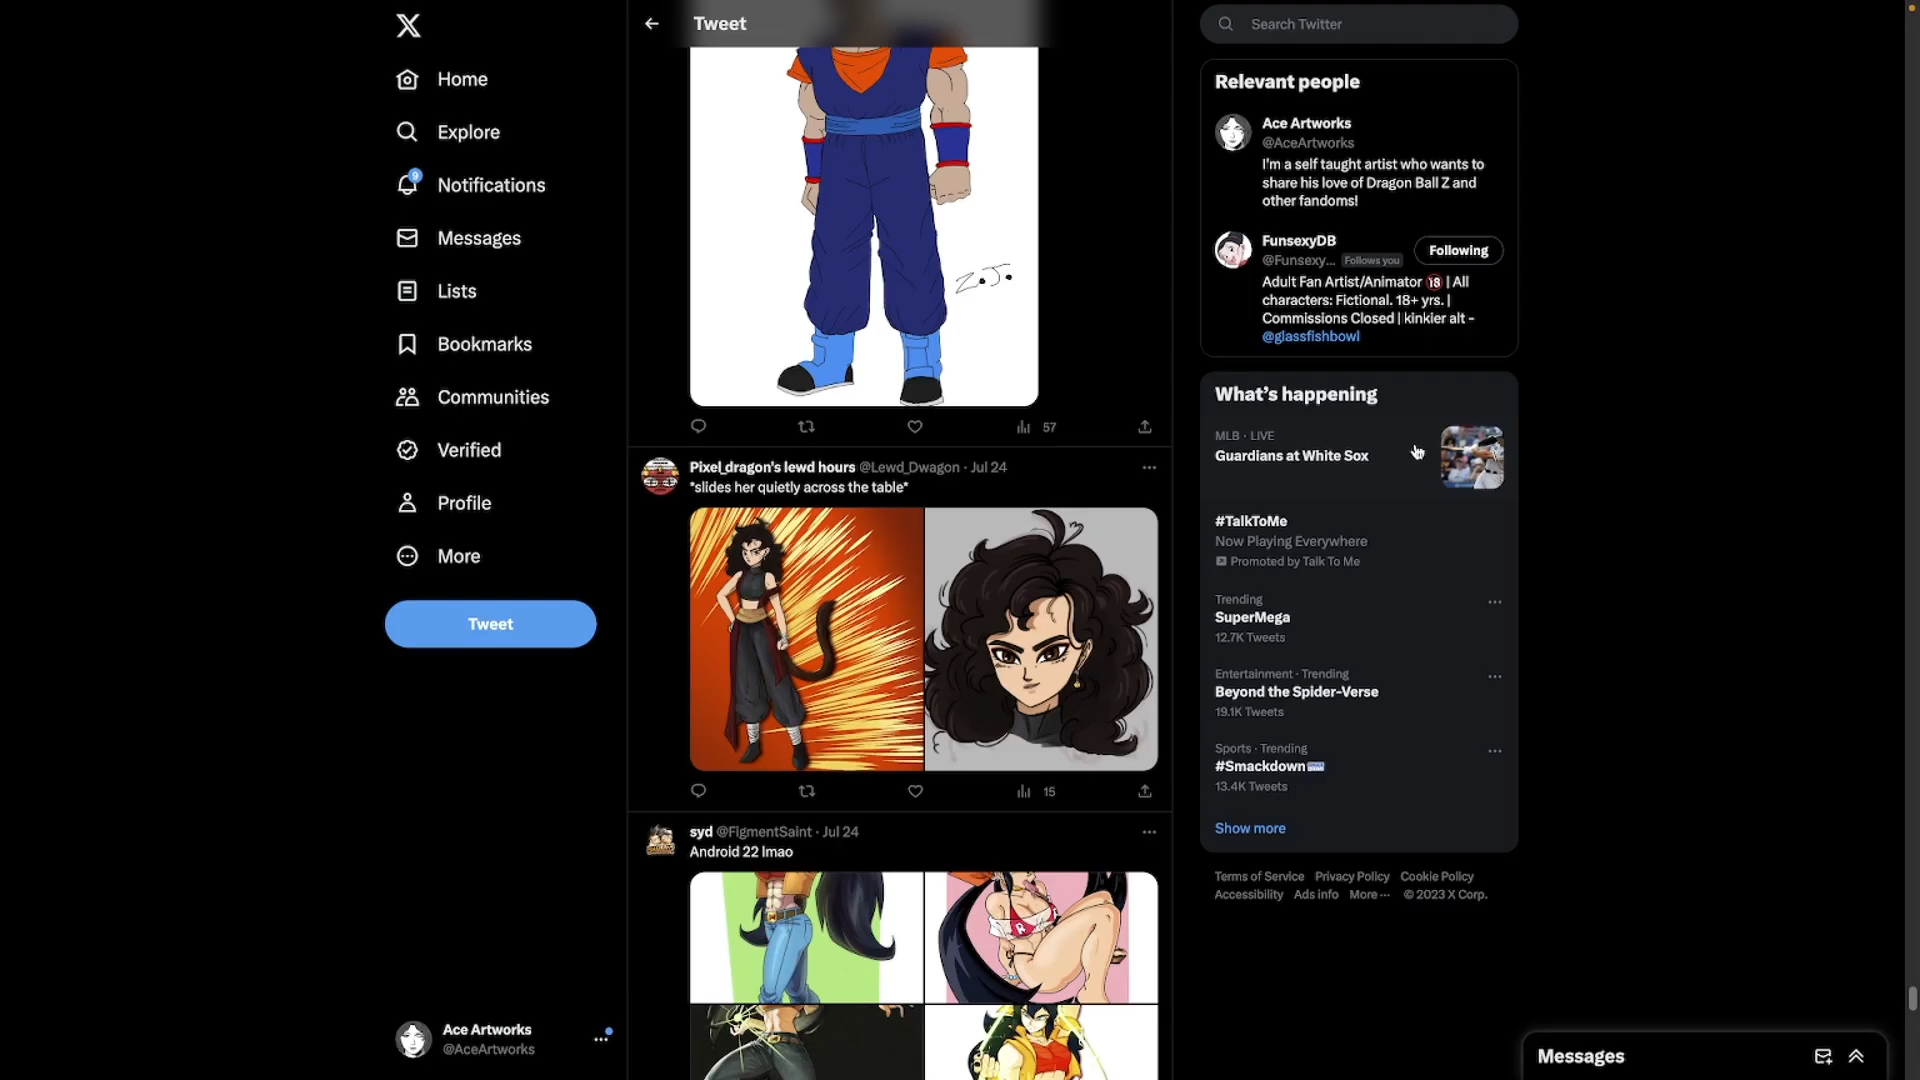 Home
Explore
9
Notifications
Messages
Lists
Bookmarks
Communities
Verified
Profile
More
Tweet
Ace Artworks
@AceArtworks
Tweet
Z.J.
57
Pixel_dragon's lewd hours @Lewd_Dwagon · Jul 24
*slides her quietly across the table*
15
syd @FigmentSaint · Jul 24
Android 22 lmao
R
Search Twitter
Relevant people
Ace Artworks
@AceArtworks
I'm a self taught artist who wants to
share his love of Dragon Ball Z and
other fandoms!
FunsexyDB
@Funsexy... Follows you
Following
Adult Fan Artist/Animator 🔞 | All
characters: Fictional. 18+ yrs. |
Commissions Closed | kinkier alt -
@glassfishbowl
What's happening
MLB · LIVE
Guardians at White Sox
#TalkToMe
Now Playing Everywhere
Promoted by Talk To Me
Trending
SuperMega
12.7K Tweets
Entertainment · Trending
Beyond the Spider-Verse
19.1K Tweets
Sports · Trending
#Smackdown
13.4K Tweets
Show more
Terms of Service Privacy Policy Cookie Policy
Accessibility Ads info More ··· © 2023 X Corp.
Messages